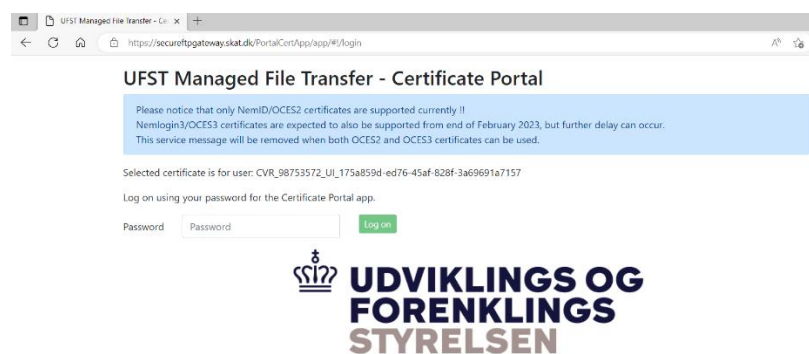 UFST Managed File Transfer - Cer
https://secureftpgateway.skat.dk/PortalCertApp/app/#!/login
UFST Managed File Transfer - Certificate Portal
Please notice that only NemID/OCES2 certificates are supported currently !!
Nemlogin3/OCES3 certificates are expected to also be supported from end of February 2023, but further delay can occur.
This service message will be removed when both OCES2 and OCES3 certificates can be used.
Selected certificate is for user: CVR_98753572_UI_175a859d-ed76-45af-828f-3a69691a7157
Log on using your password for the Certificate Portal app.
Password Password Log on
UDVIKLINGS OG
FORENKLINGS
STYRELSEN